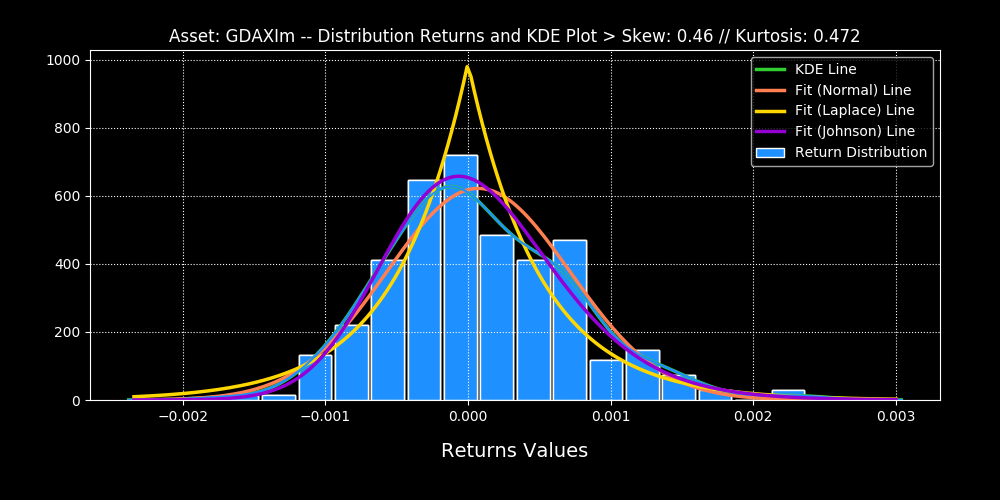 Asset: GDAXIm -- Distribution Returns and KDE Plot > Skew: 0.46 // Kurtosis: 0.472
1000
800
600
400
200
0
KDE Line
Fit (Normal) Line
Fit (Laplace) Line
Fit (Johnson) Line
Return Distribution
−0.002
−0.001
0.000
0.001
0.002
0.003
Returns Values